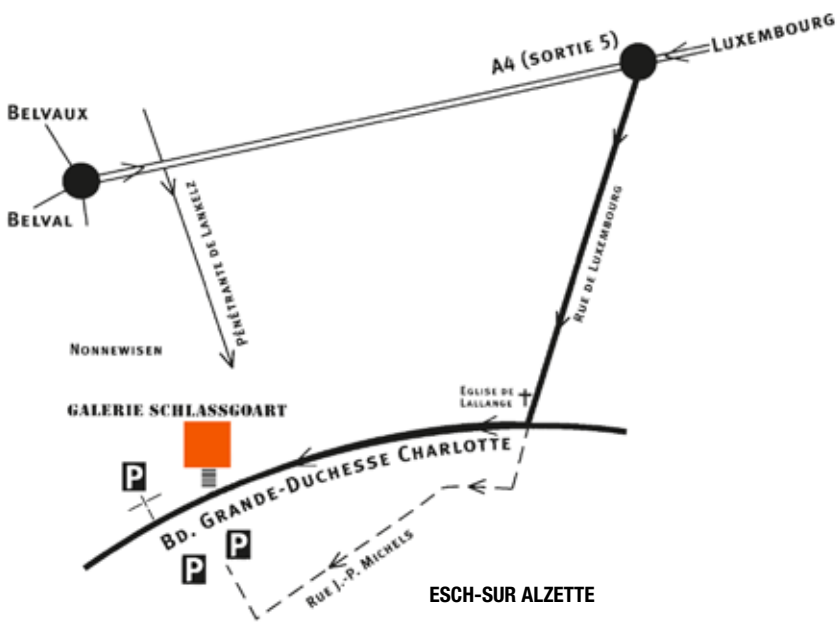 A4 (SORTIE 5)
LUXEMBOURG
BELVAUX
BELVAL
PÉNÉTRANTE DE LANKELZ
RUE DE LUXEMBOURG
NONNEWISEN
EGLISE DE
LALLANGE
GALERIE SCHLASSGOART
BD. GRANDE-DUCHESSE CHARLOTTE
P
P
P
RUE J.-P. MICHELS
ESCH-SUR ALZETTE